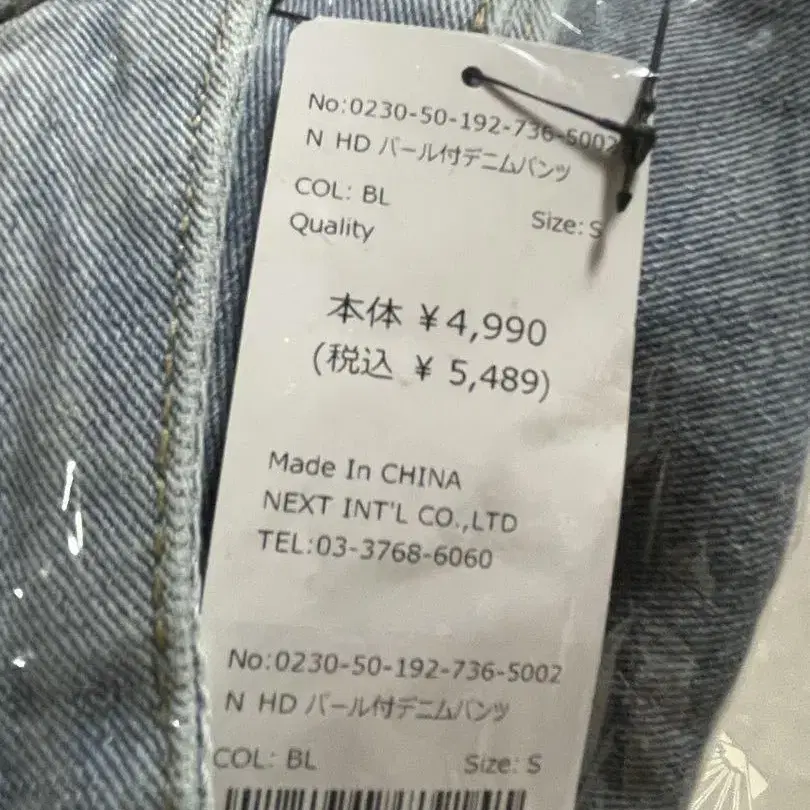 No:0230-50-192-736-5002
N HD パール付デニムパンツ
COL: BL
Size: S
Quality
本体 ¥4,990
(税込 ¥ 5,489)
Made In CHINA
NEXT INT'L CO.,LTD
TEL:03-3768-6060
No:0230-50-192-736-5002
N HD パール付デニムパンツ
COL: BL Size: S